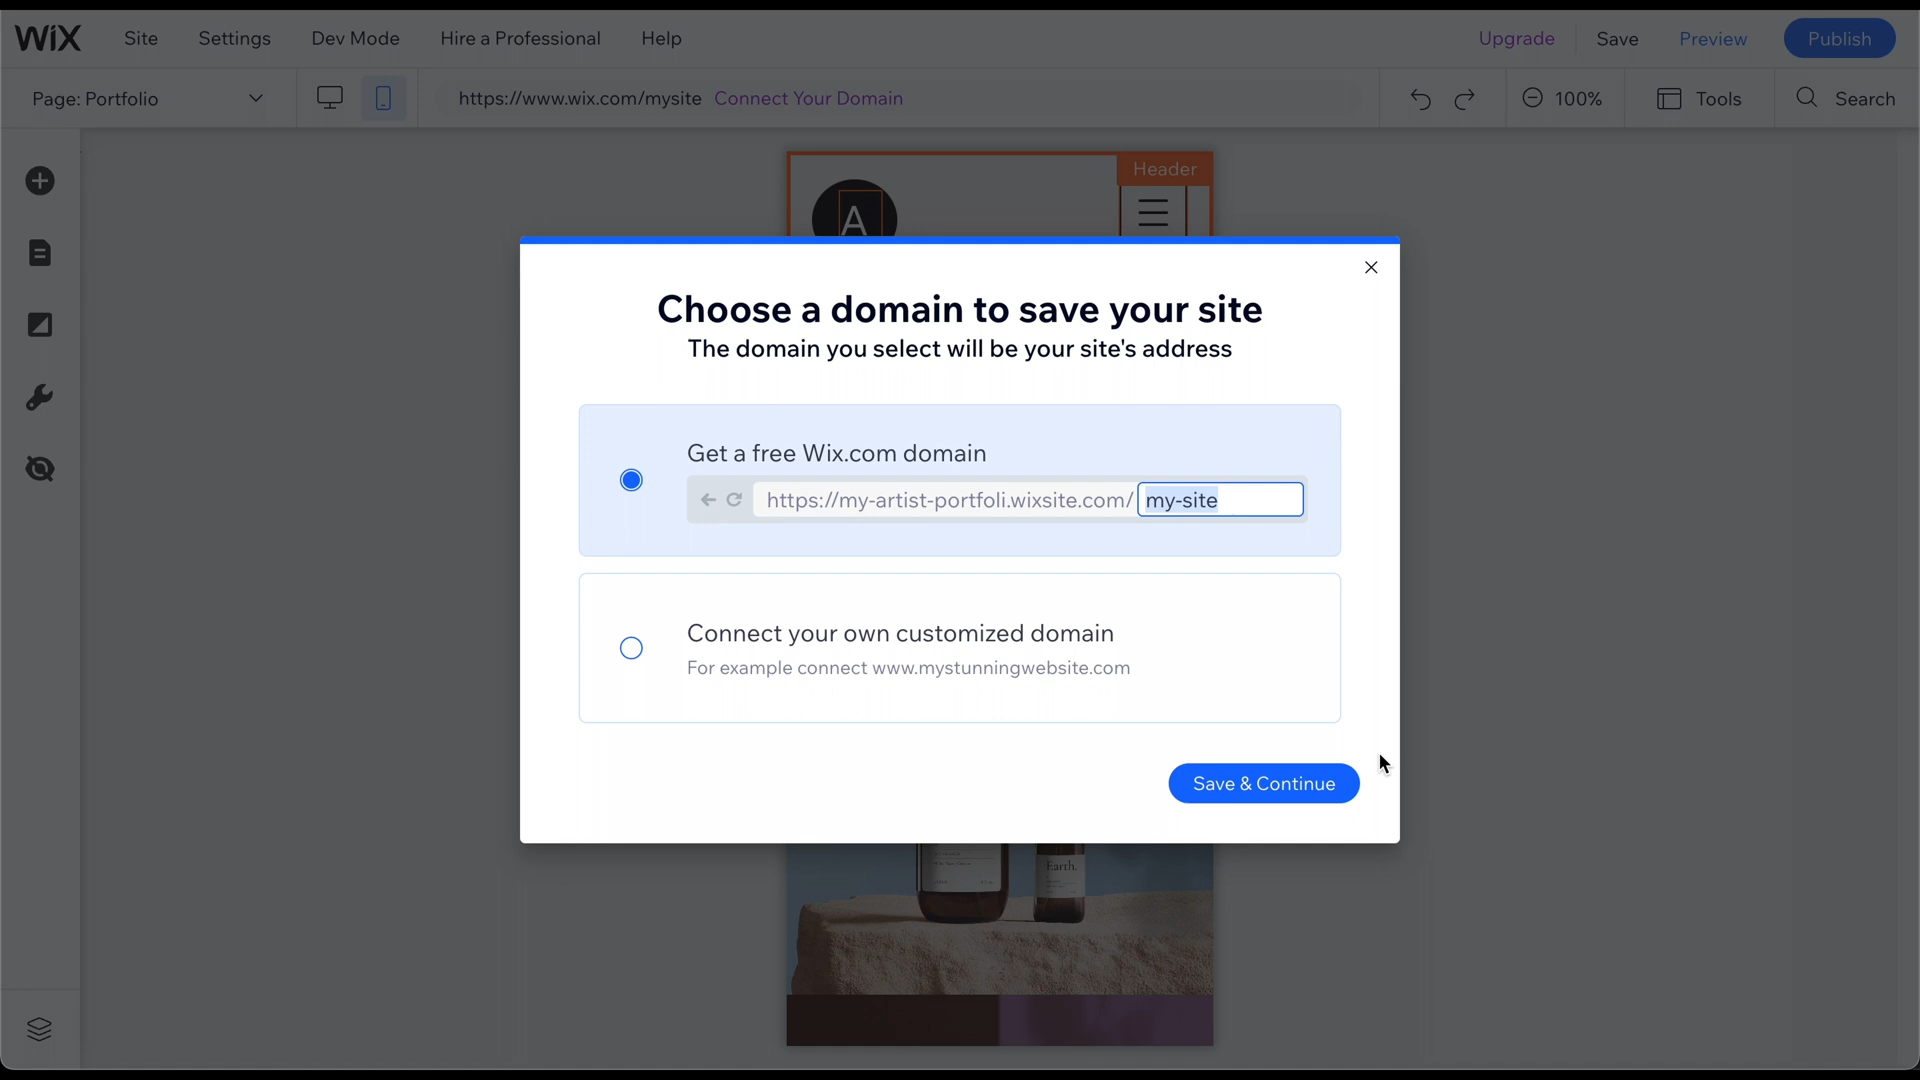 WiX Site Settings Dev Mode Hire a Professional Help Upgrade Save Preview Publish
Page: Portfolio https://www.wix.com/mysite Connect Your Domain 100% Tools Search
Header
A
Choose a domain to save your site
The domain you select will be your site's address
Get a free Wix.com domain
https://my-artist-portfoli.wixsite.com/ my-site
Connect your own customized domain
For example connect www.mystunningwebsite.com
Save & Continue
Earth.